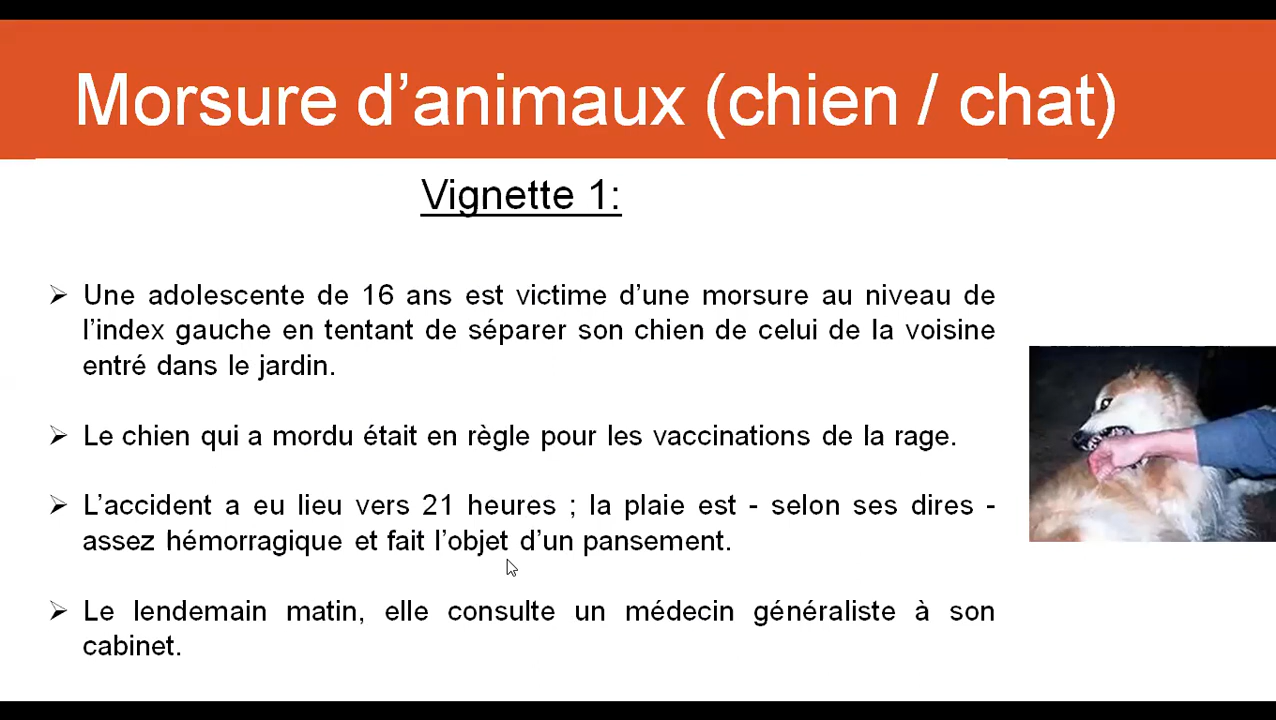 Morsure d’animaux (chien / chat)
Vignette 1:
➢ Une adolescente de 16 ans est victime d’une morsure au niveau de
l’index gauche en tentant de séparer son chien de celui de la voisine
entré dans le jardin.
➢ Le chien qui a mordu était en règle pour les vaccinations de la rage.
➢ L’accident a eu lieu vers 21 heures ; la plaie est - selon ses dires -
assez hémorragique et fait l’objet d’un pansement.
➢ Le lendemain matin, elle consulte un médecin généraliste à son
cabinet.